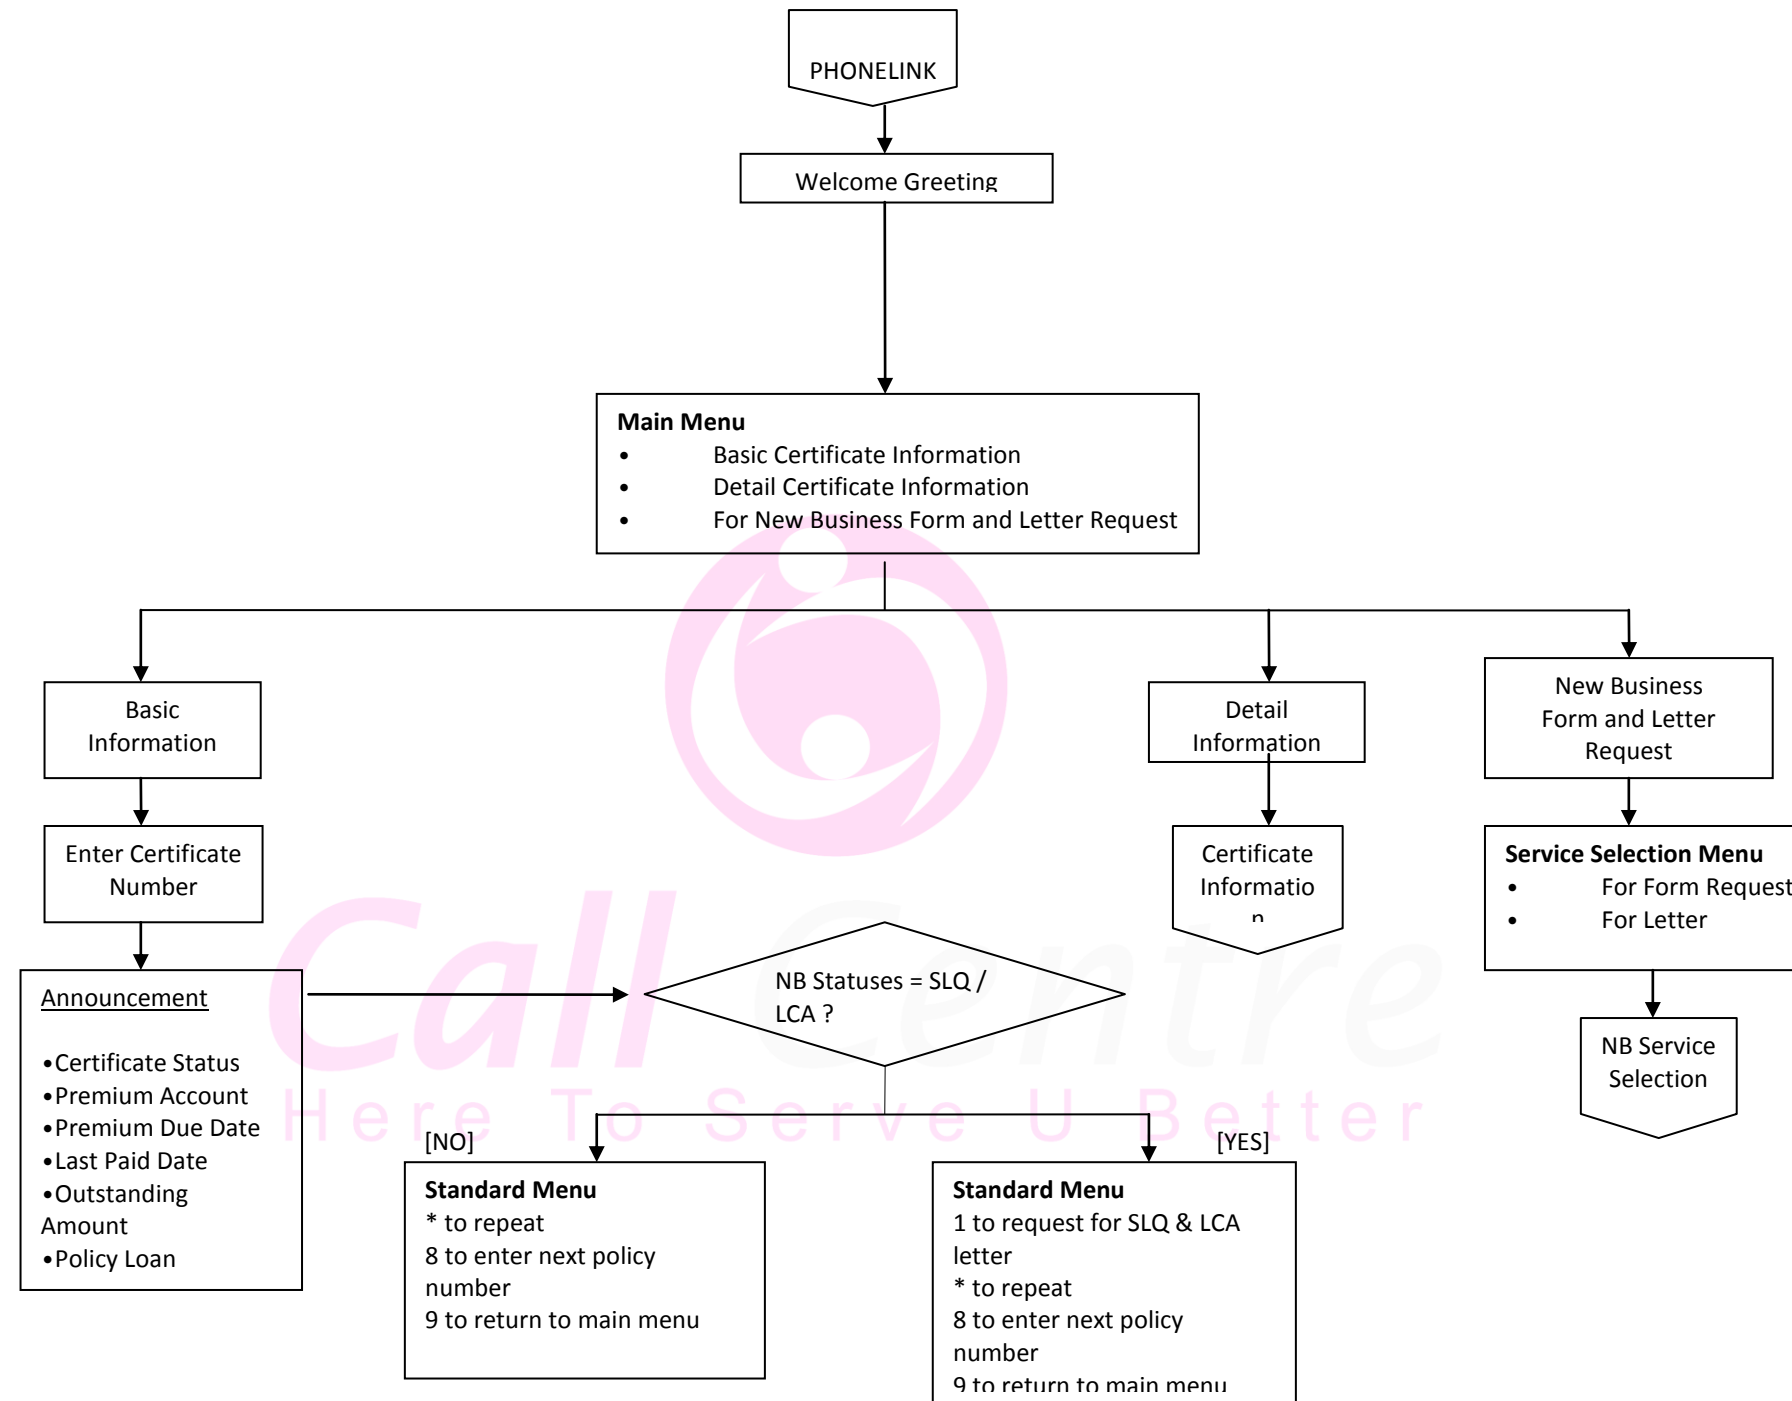 PHONELINK
Welcome Greeting
Main Menu
• Basic Certificate Information
• Detail Certificate Information
• For New Business Form and Letter Request
Basic
Information
Detail
Information
New Business
Form and Letter
Request
Enter Certificate
Number
Certificate
Informatio
n
Service Selection Menu
• For Form Request
• For Letter
Announcement
•Certificate Status
•Premium Account
•Premium Due Date
•Last Paid Date
•Outstanding
Amount
•Policy Loan
NB Statuses = SLQ /
LCA ?
NB Service
Selection
[NO]
[YES]
Standard Menu
* to repeat
8 to enter next policy
number
9 to return to main menu
Standard Menu
1 to request for SLQ & LCA
letter
* to repeat
8 to enter next policy
number
9 to return to main menu
Call Centre
Here To Serve U Better